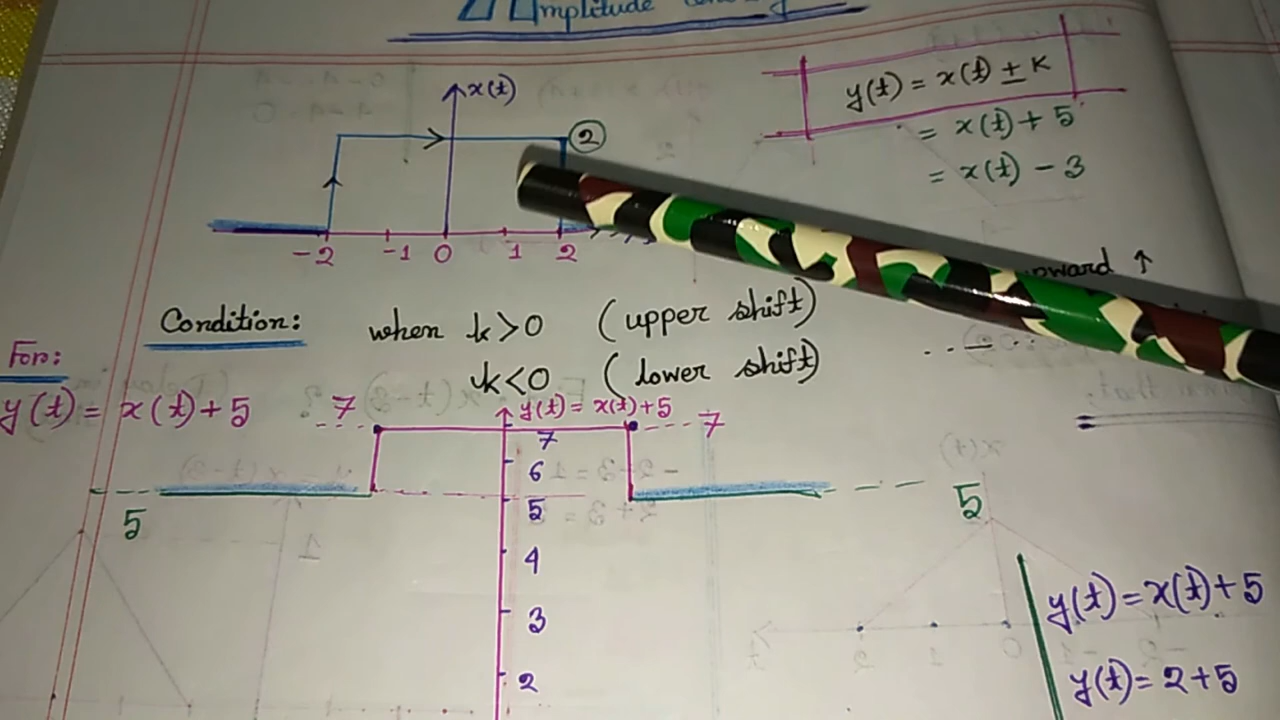 mplitude
x(t)
2
-2 -1 0 1 2
y(t) = x(t) ± K
= x(t) + 5
= x(t) - 3
ward ↑
Condition: when k>0 (upper shift)
k<0 (lower shift)
For:
y(t) = x(t)+5
y(t) = x(t)+5
7 7
7
6
5
4
3
2
5 5
y(t) = x(t)+5
y(t) = 2+5